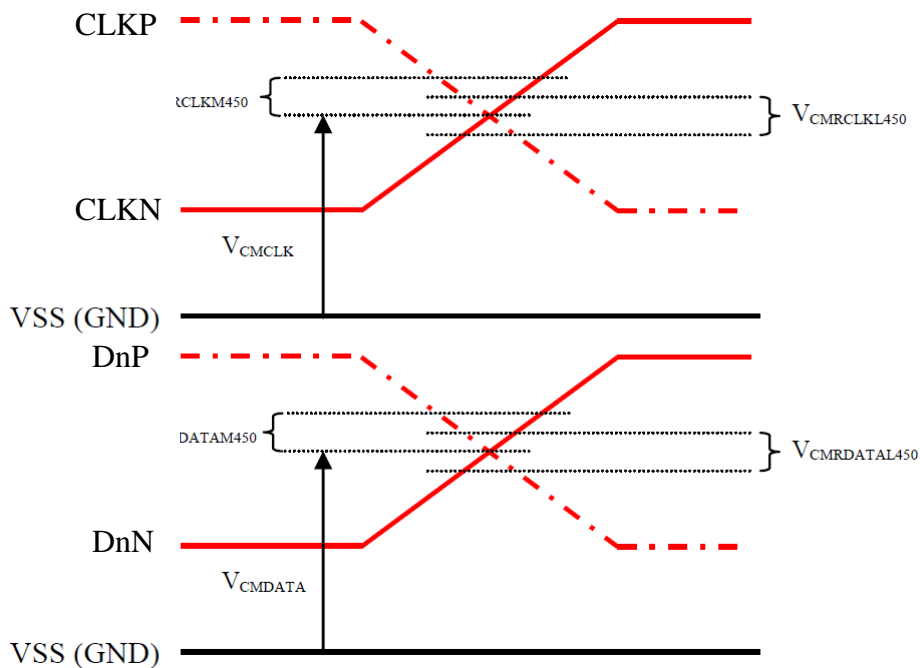 CLKP
RCLKM450
VCMRCLKL450
CLKN
VCMCLK
VSS (GND)
DnP
DATAM450
VCMRDATAL450
DnN
VCMDATA
VSS (GND)